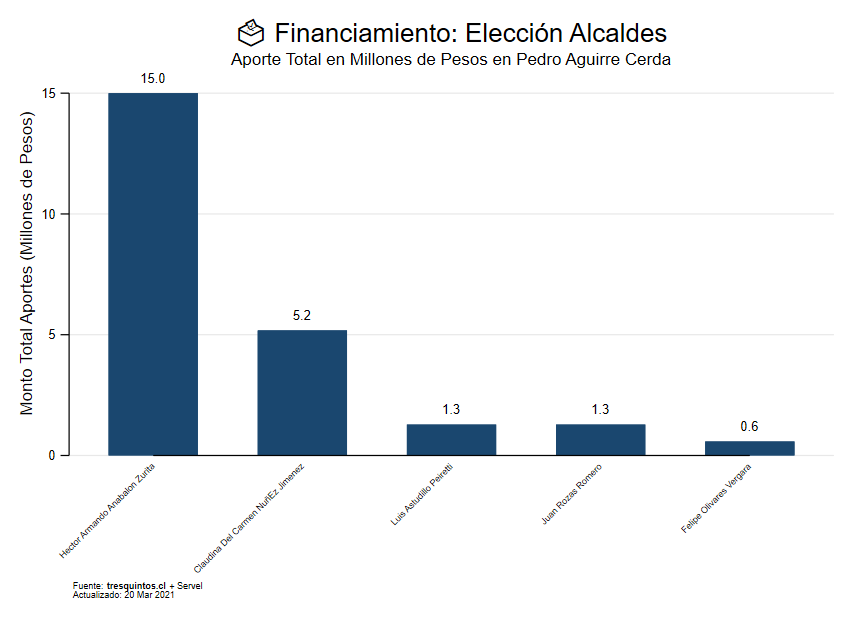 Financiamiento: Elección Alcaldes
Aporte Total en Millones de Pesos en Pedro Aguirre Cerda
Monto Total Aportes (Millones de Pesos)
15
10
5
0
15.0
5.2
1.3
1.3
0.6
Hector Armando Anabalon Zurita
Claudina Del Carmen NuñEz Jimenez
Luis Astudillo Peiretti
Juan Rozas Romero
Felipe Olivares Vergara
Fuente: tresquintos.cl + Servel
Actualizado: 20 Mar 2021